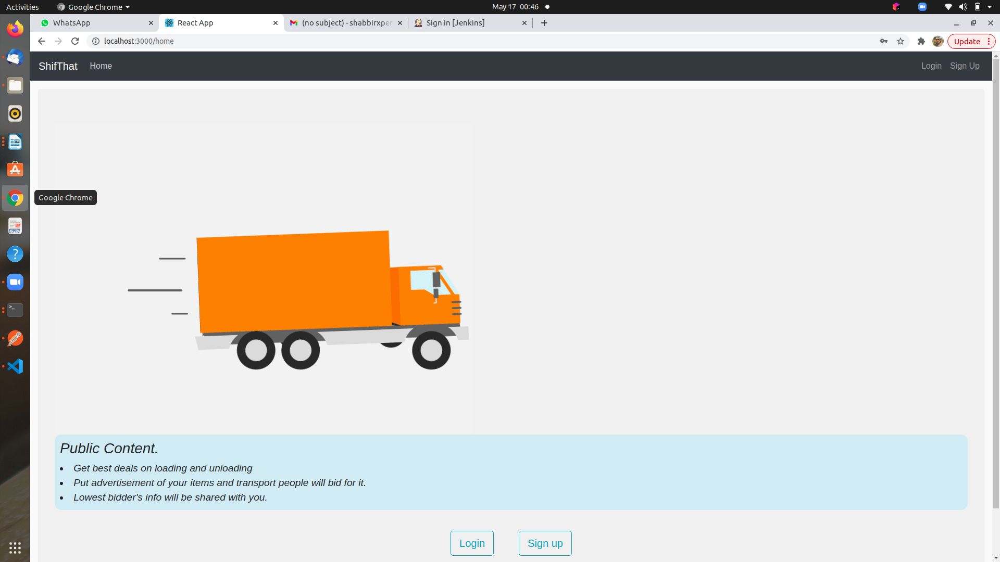 Activities
Google Chrome
May 17 00:46
WhatsApp
React App
(no subject) - shabbirxper
Sign in [Jenkins]
localhost:3000/home
Update
ShifThat
Home
Login
Sign Up
Google Chrome
Public Content.
Get best deals on loading and unloading
Put advertisement of your items and transport people will bid for it.
Lowest bidder's info will be shared with you.
Login
Sign up